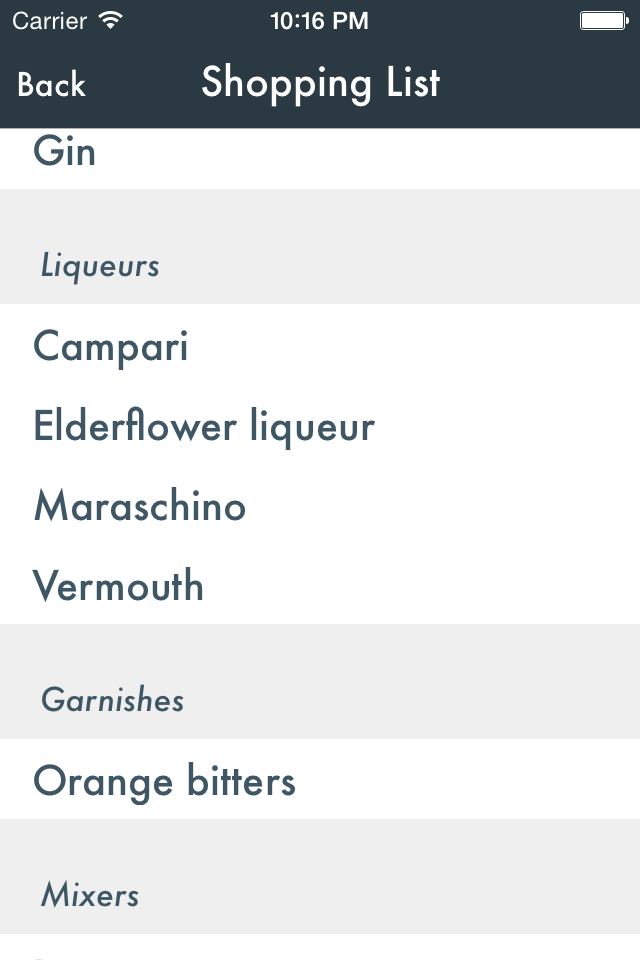 Carrier 10:16 PM
Back Shopping List
Gin
Liqueurs
Campari
Elderflower liqueur
Maraschino
Vermouth
Garnishes
Orange bitters
Mixers